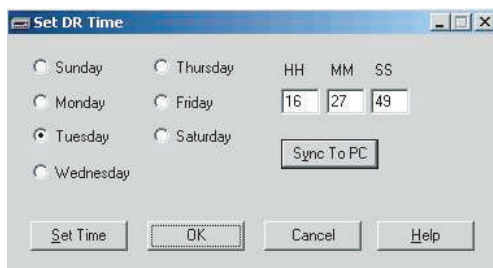 Set DR Time
Sunday Thursday HH MM SS
Monday Friday 16 27 49
Tuesday Saturday
Sync To PC
Wednesday
Set Time OK Cancel Help